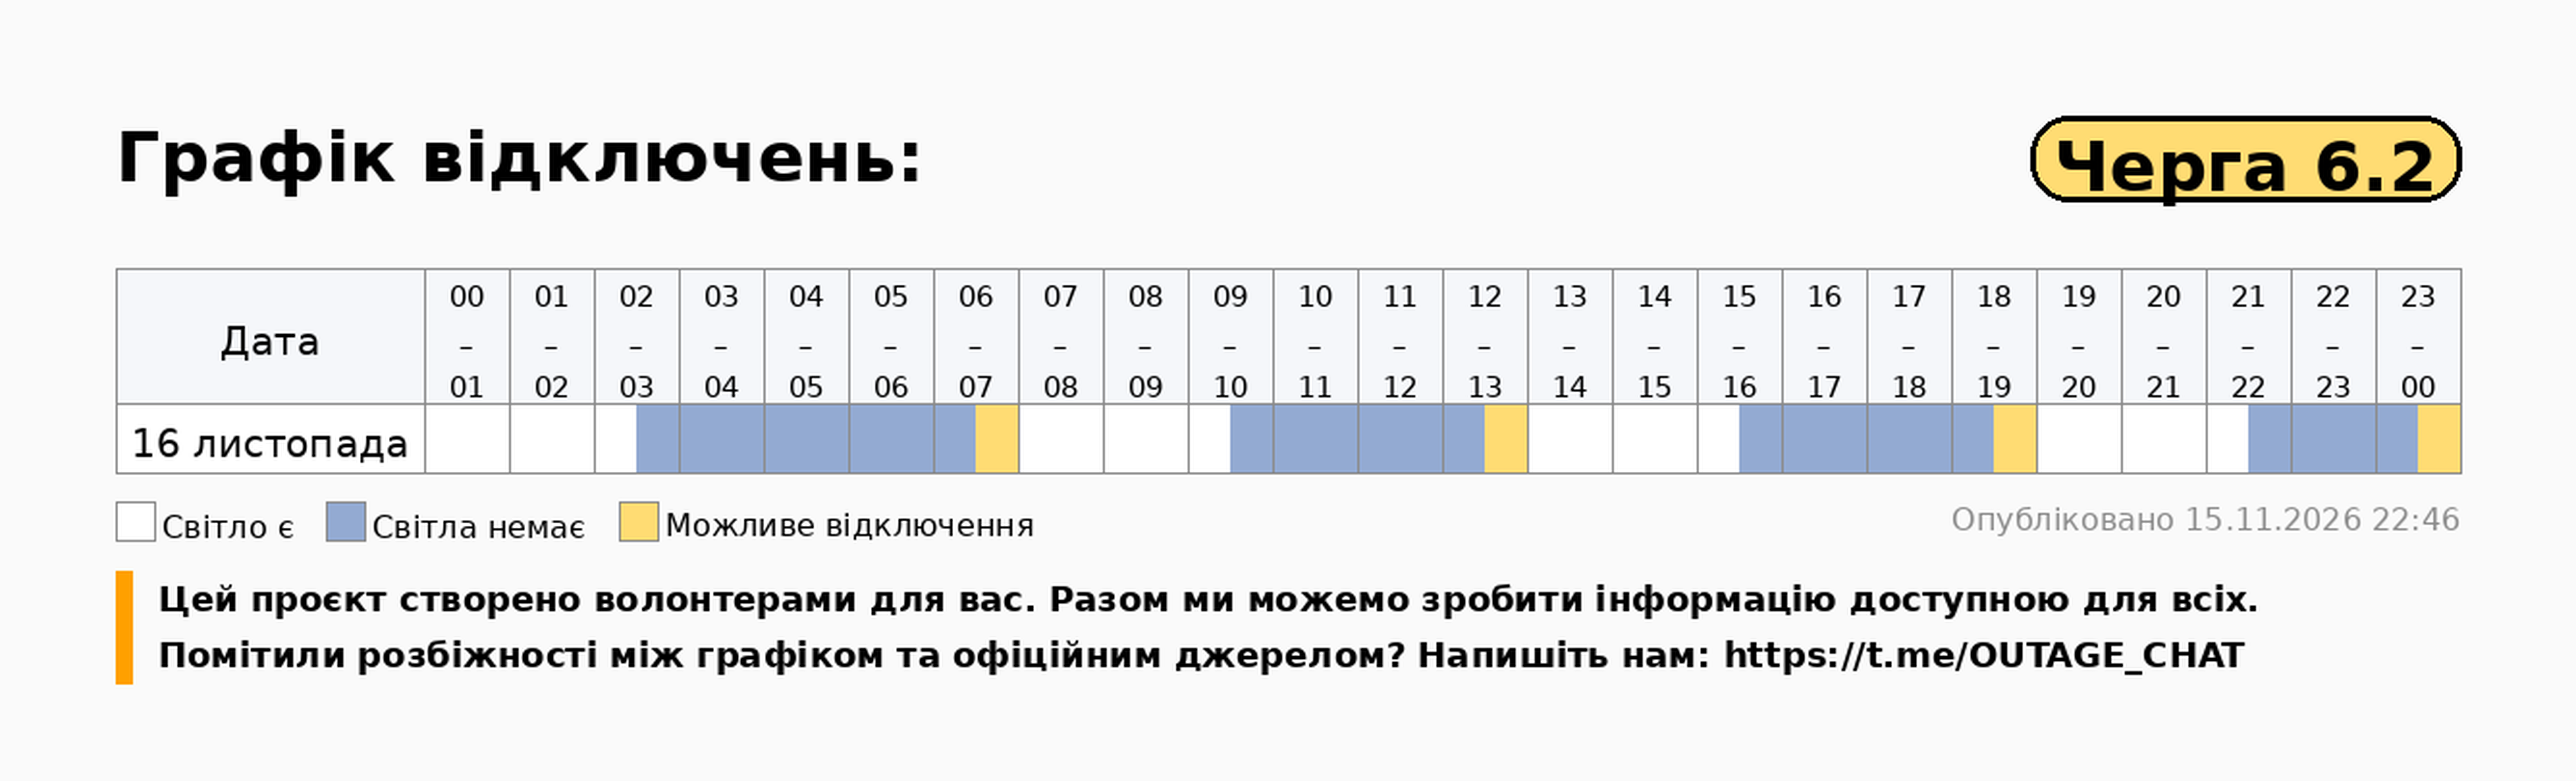 Графік відключень:
Черга 6.2
Дата
00 – 01
01 – 02
02 – 03
03 – 04
04 – 05
05 – 06
06 – 07
07 – 08
08 – 09
09 – 10
10 – 11
11 – 12
12 – 13
13 – 14
14 – 15
15 – 16
16 – 17
17 – 18
18 – 19
19 – 20
20 – 21
21 – 22
22 – 23
23 – 00
16 листопада
Світло є
Світла немає
Можливе відключення
Опубліковано 15.11.2026 22:46
Цей проєкт створено волонтерами для вас. Разом ми можемо зробити інформацію доступною для всіх.
Помітили розбіжності між графіком та офіційним джерелом? Напишіть нам: https://t.me/OUTAGE_CHAT